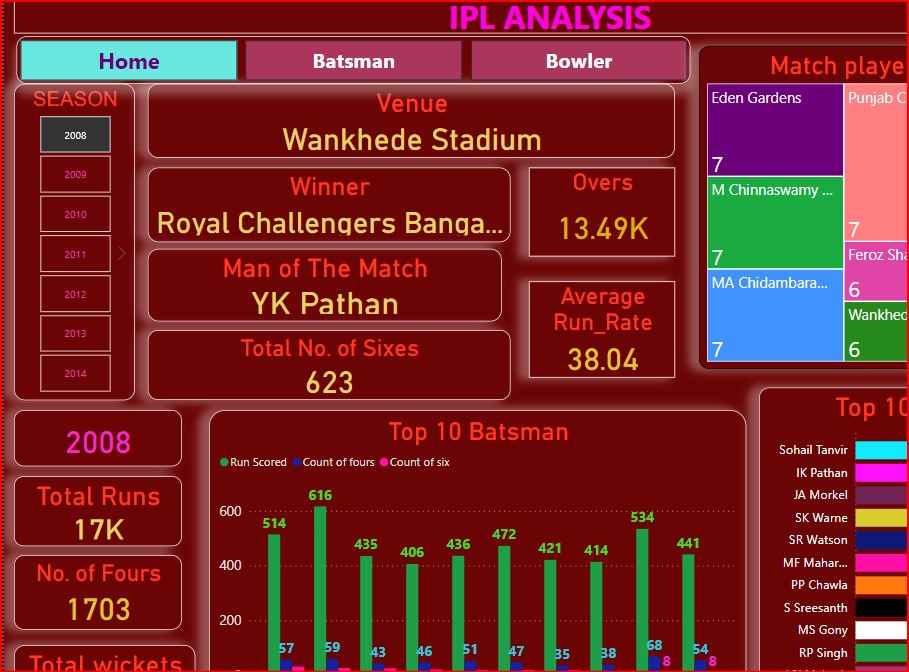 IPL ANALYSIS
Home
Batsman
Bowler
SEASON
2008
2009
2010
2011
2012
2013
2014
Venue
Wankhede Stadium
Winner
Royal Challengers Banga...
Man of The Match
YK Pathan
Total No. of Sixes
623
Overs
13.49K
Average
Run_Rate
38.04
Match playe
Eden Gardens
7
M Chinnaswamy ...
7
MA Chidambara...
7
Punjab C
7
Feroz Sha
6
Wankhed
6
2008
Total Runs
17K
No. of Fours
1703
Total wickets
Top 10 Batsman
Run Scored Count of fours Count of six
600
400
200
514 616 435 406 436 472 421 414 534 441
57 59 43 46 51 47 35 38 68 54
8 8
Top 10
Sohail Tanvir
IK Pathan
JA Morkel
SK Warne
SR Watson
MF Mahar...
PP Chawla
S Sreesanth
MS Gony
RP Singh